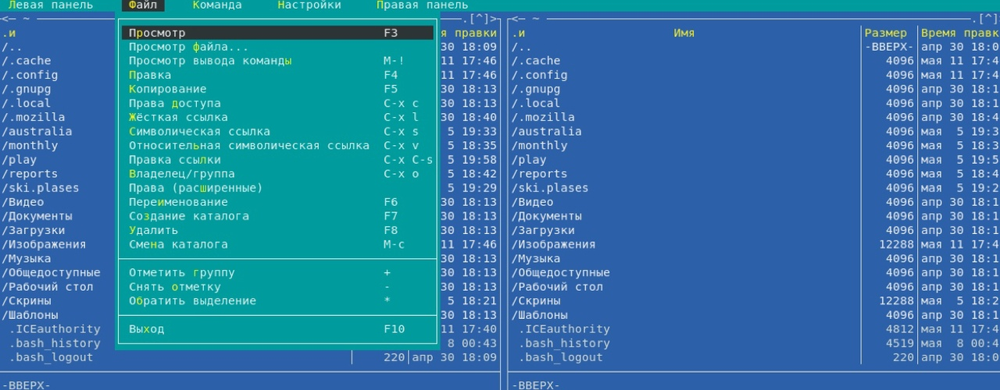 Левая панель Файл Команда Настройки Правая панель
<— ~ .[^]> <— ~ .[^]
.и Просмотр F3 я правки .и Имя Размер Время правк
/.. Просмотр файла... 30 18:09 /.. -ВВЕРХ- апр 30 18:0
/.cache Просмотр вывода команды M-! 11 17:46 /.cache 4096 мая 11 17:4
/.config Правка F4 11 17:46 /.config 4096 мая 11 17:4
/.gnupg Копирование F5 30 18:13 /.gnupg 4096 апр 30 18:1
/.local Права доступа C-x c 30 18:13 /.local 4096 апр 30 18:1
/.mozilla Жёсткая ссылка C-x l 30 18:40 /.mozilla 4096 апр 30 18:4
/australia Символическая ссылка C-x s 5 19:33 /australia 4096 мая 5 19:3
/monthly Относительная символическая ссылка C-x v 5 18:35 /monthly 4096 мая 5 18:3
/play Правка ссылки C-x C-s 5 19:58 /play 4096 мая 5 19:5
/reports Владелец/группа C-x o 5 18:42 /reports 4096 мая 5 18:4
/ski.plases Права (расширенные) 5 19:29 /ski.plases 4096 мая 5 19:2
/Видео Переименование F6 30 18:13 /Видео 4096 апр 30 18:1
/Документы Создание каталога F7 30 18:13 /Документы 4096 апр 30 18:1
/Загрузки Удалить F8 30 18:13 /Загрузки 4096 апр 30 18:1
/Изображения Смена каталога M-c 11 17:46 /Изображения 12288 мая 11 17:4
/Музыка 30 18:13 /Музыка 4096 апр 30 18:1
/Общедоступные Отметить группу + 30 18:13 /Общедоступные 4096 апр 30 18:1
/Рабочий стол Снять отметку - 30 18:13 /Рабочий стол 4096 апр 30 18:1
/Скрины Обратить выделение * 5 18:21 /Скрины 12288 мая 5 18:2
/Шаблоны 30 18:13 /Шаблоны 4096 апр 30 18:1
.ICEauthority Выход F10 11 17:40 .ICEauthority 4812 мая 11 17:4
.bash_history 8 00:43 .bash_history 4519 мая 8 00:4
.bash_logout 220 апр 30 18:09 .bash_logout 220 апр 30 18:0
-ВВЕРХ- -ВВЕРХ-